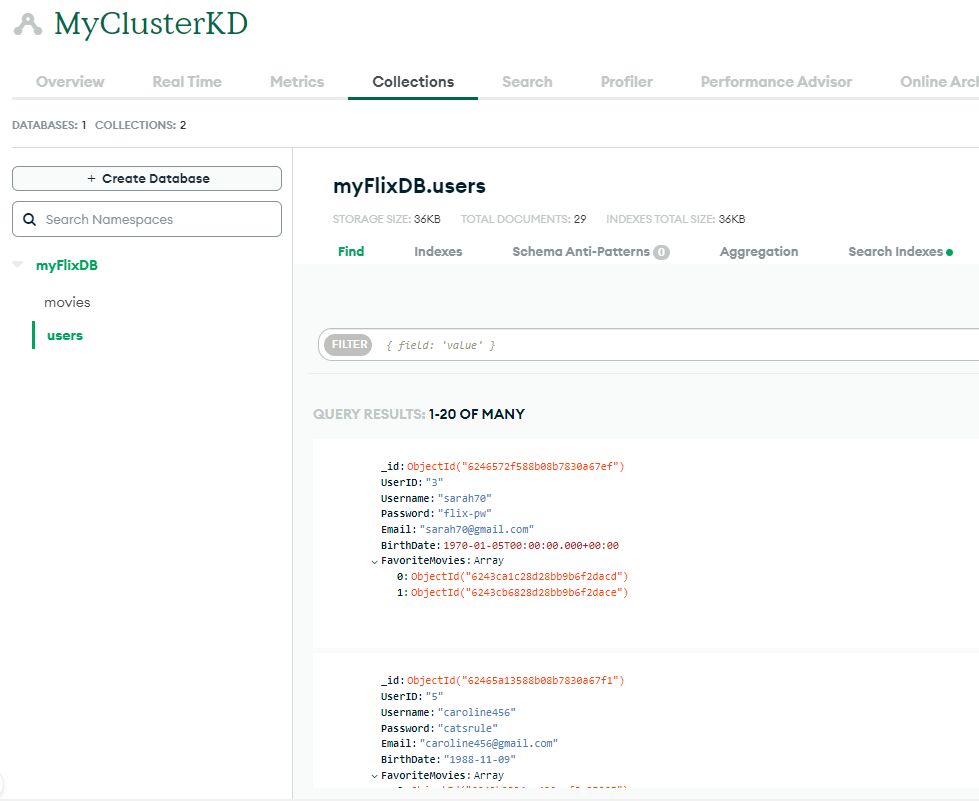 MyClusterKD
Overview Real Time Metrics Collections Search Profiler Performance Advisor Online Arch
DATABASES: 1 COLLECTIONS: 2
+ Create Database
Search Namespaces
myFlixDB
movies
users
myFlixDB.users
STORAGE SIZE: 36KB TOTAL DOCUMENTS: 29 INDEXES TOTAL SIZE: 36KB
Find Indexes Schema Anti-Patterns 0 Aggregation Search Indexes
FILTER { field: 'value' }
QUERY RESULTS: 1-20 OF MANY
_id: ObjectId("6246572f588b08b7830a67ef")
UserID: "3"
Username: "sarah70"
Password: "flix-pw"
Email: "sarah70@gmail.com"
BirthDate: 1970-01-05T00:00:00.000+00:00
FavoriteMovies: Array
0: ObjectId("6243ca1c28d28bb9b6f2dacd")
1: ObjectId("6243cb6828d28bb9b6f2dace")
_id: ObjectId("62465a13588b08b7830a67f1")
UserID: "5"
Username: "caroline456"
Password: "catsrule"
Email: "caroline456@gmail.com"
BirthDate: "1988-11-09"
FavoriteMovies: Array